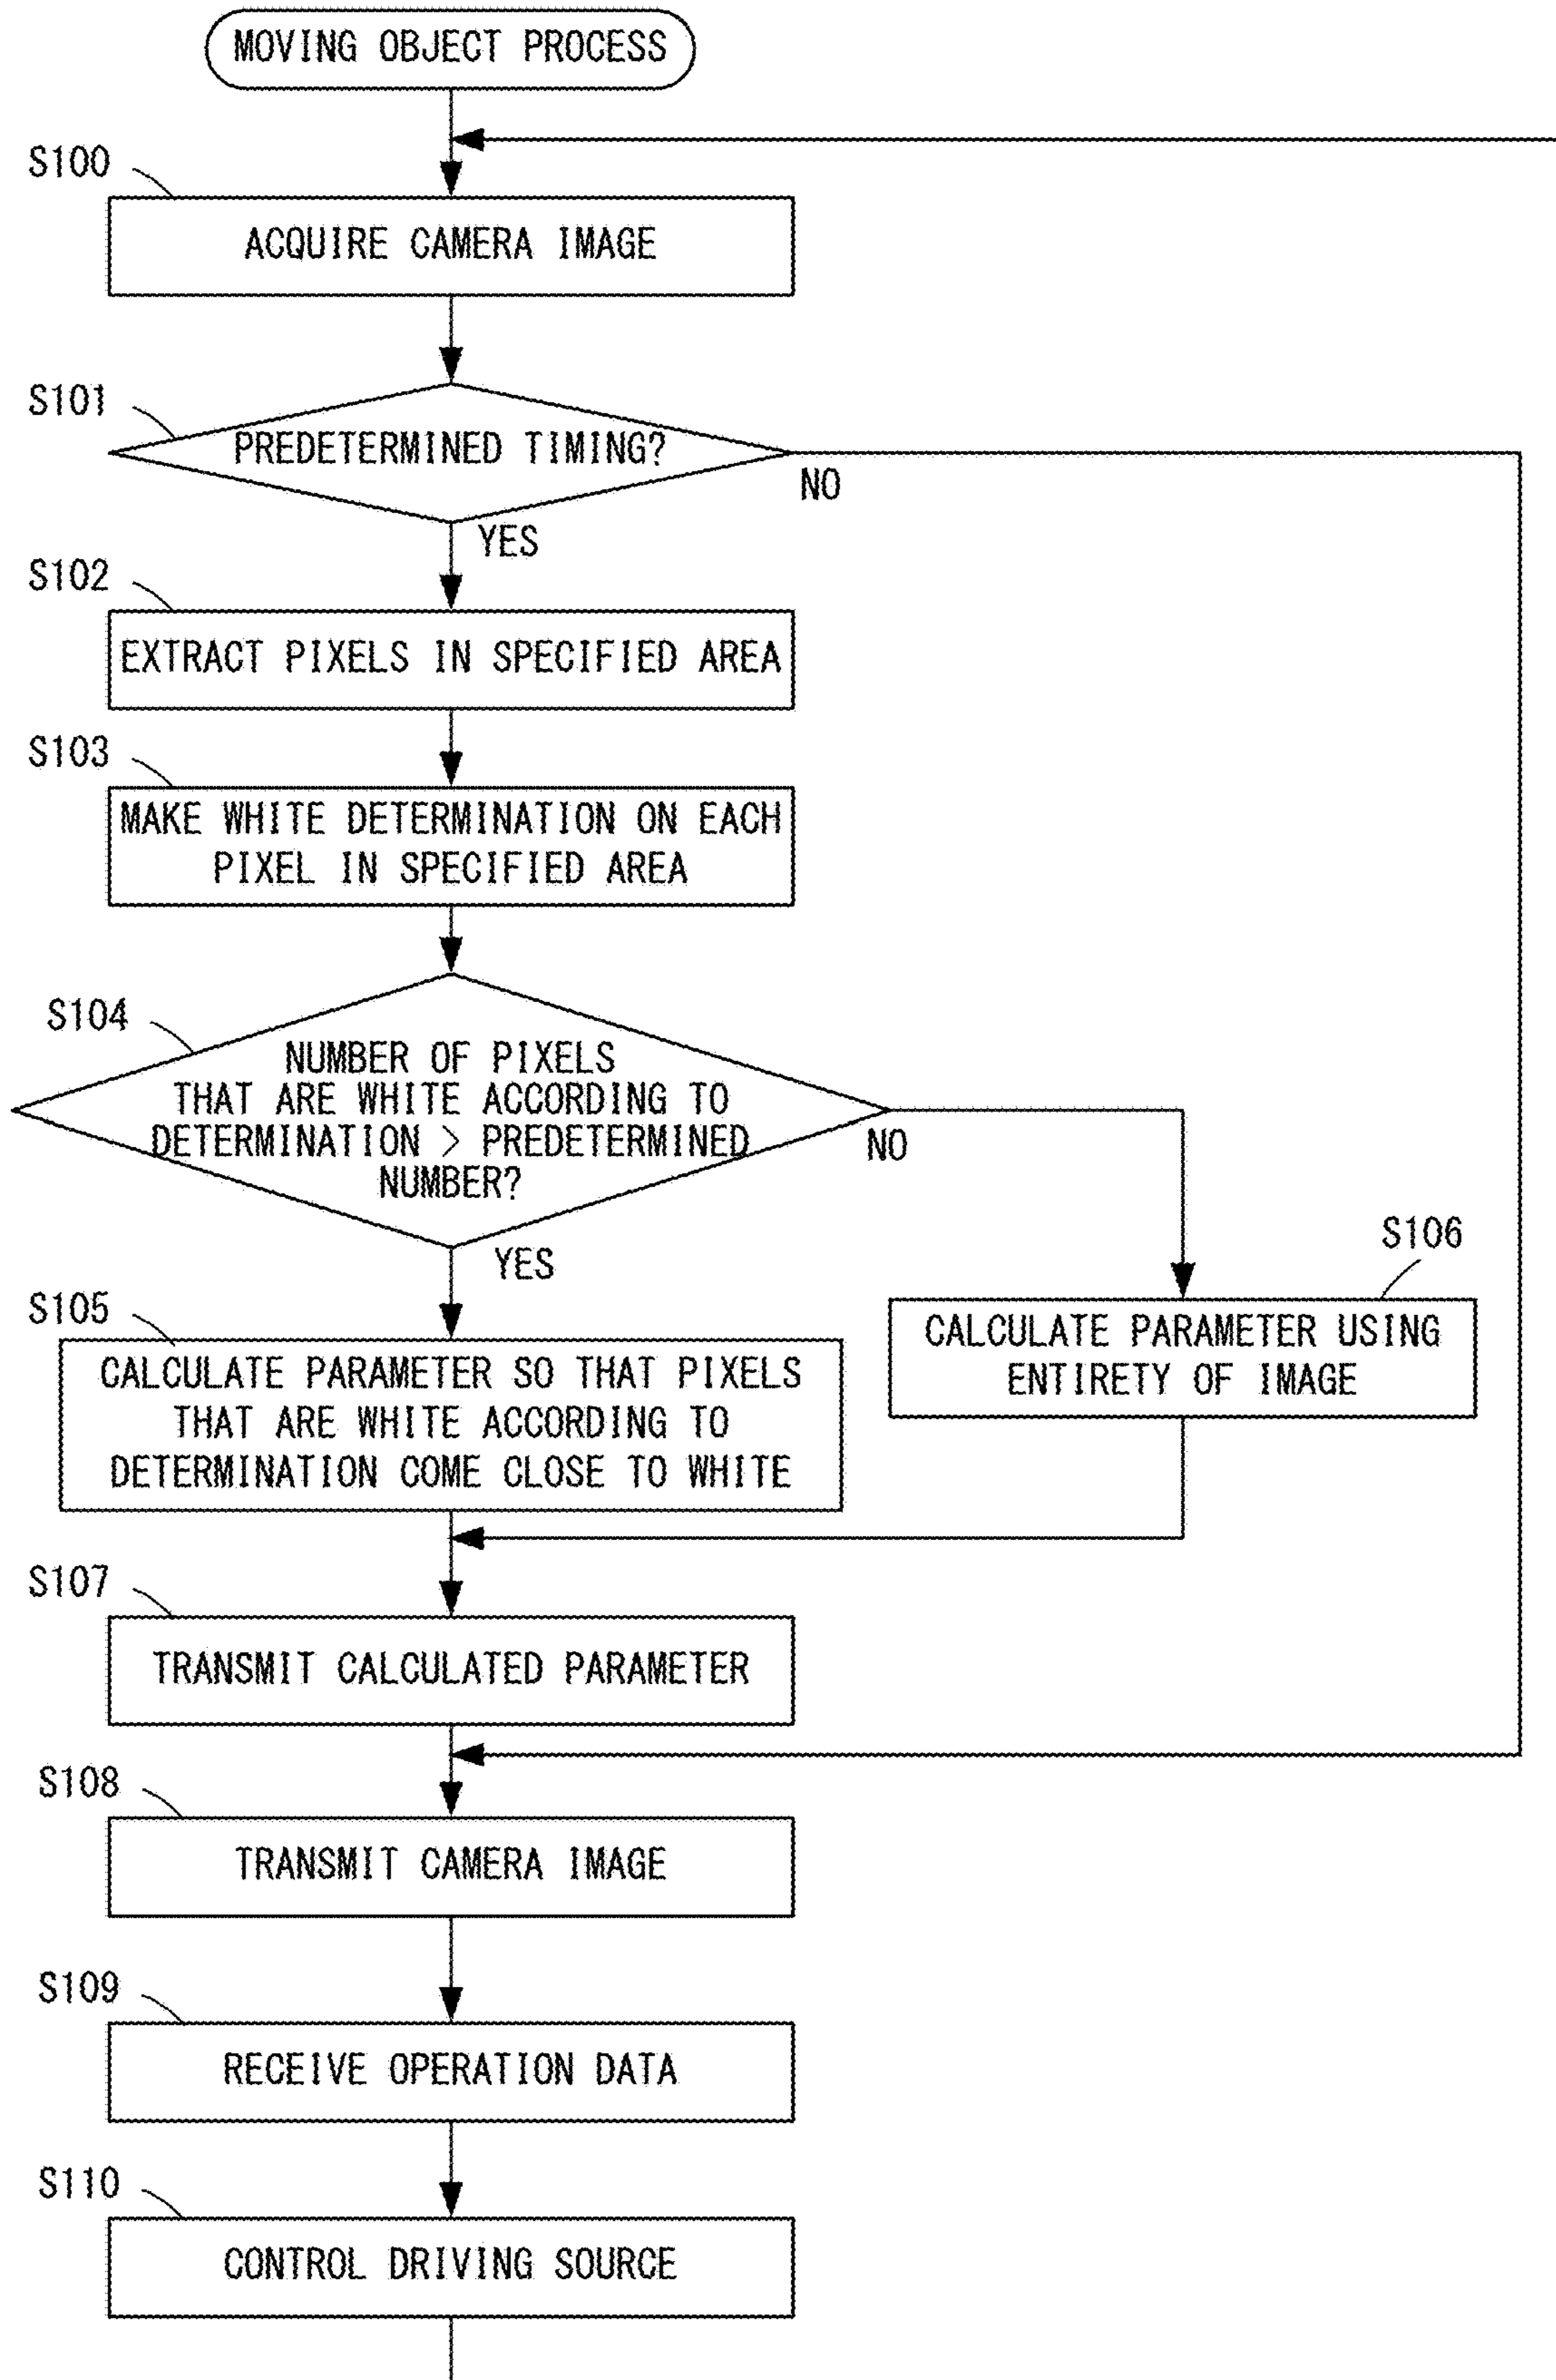 MOVING OBJECT PROCESS
S100
ACQUIRE CAMERA IMAGE
S101
PREDETERMINED TIMING?
NO
YES
S102
EXTRACT PIXELS IN SPECIFIED AREA
S103
MAKE WHITE DETERMINATION ON EACH
PIXEL IN SPECIFIED AREA
S104
NUMBER OF PIXELS
THAT ARE WHITE ACCORDING TO
DETERMINATION > PREDETERMINED
NUMBER?
NO
YES
S106
CALCULATE PARAMETER USING
ENTIRETY OF IMAGE
S105
CALCULATE PARAMETER SO THAT PIXELS
THAT ARE WHITE ACCORDING TO
DETERMINATION COME CLOSE TO WHITE
S107
TRANSMIT CALCULATED PARAMETER
S108
TRANSMIT CAMERA IMAGE
S109
RECEIVE OPERATION DATA
S110
CONTROL DRIVING SOURCE